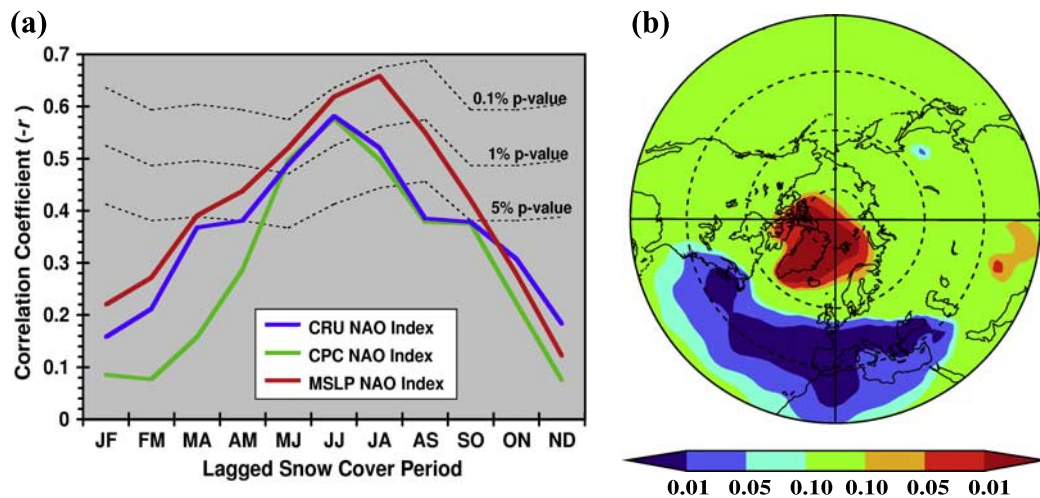 (a)
(b)
0.7
0.6
0.5
0.4
0.3
0.2
0.1
0
Correlation Coefficient (-r)
0.1% p-value
1% p-value
5% p-value
CRU NAO Index
CPC NAO Index
MSLP NAO Index
JF FM MA AM MJ JJ JA AS SO ON ND
Lagged Snow Cover Period
0.01 0.05 0.10 0.10 0.05 0.01